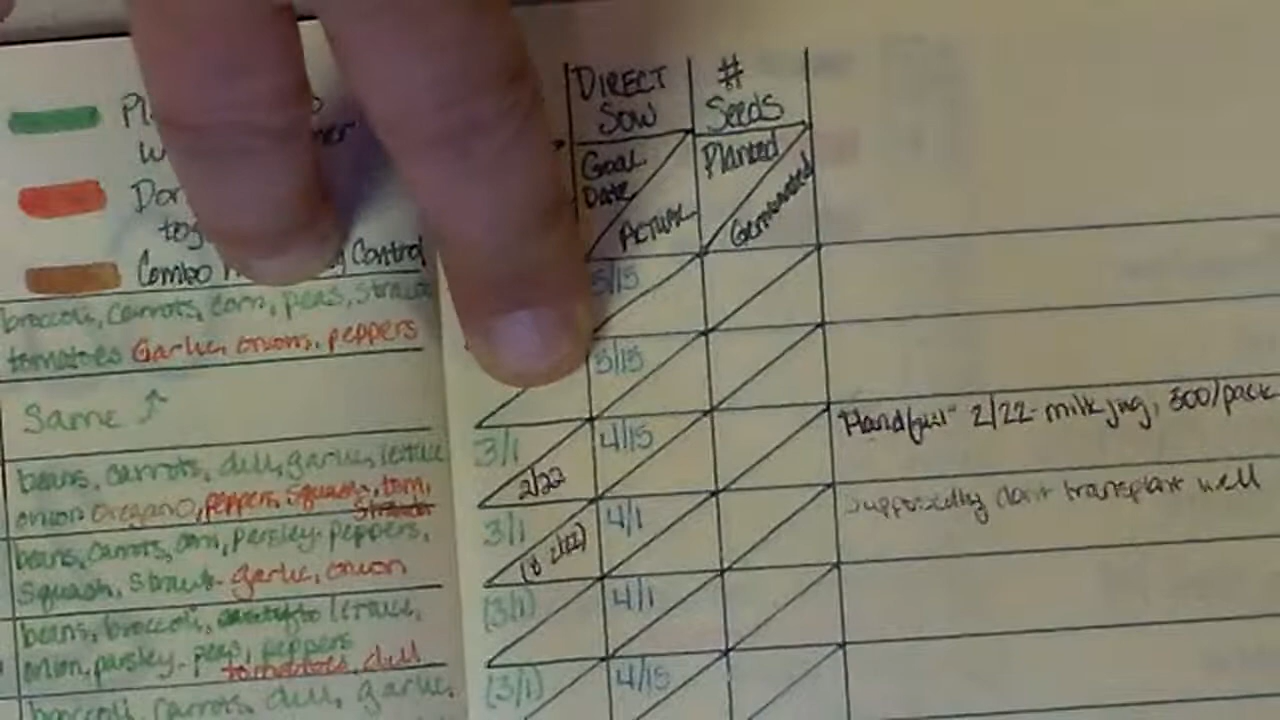 DIRECT
SOW
#
Seeds
Goal
Date
ACTUAL
Planted
Germinated
Combo
Control
broccoli, carrots, corn, peas,
tomatoes Garlic, onions, peppers
5/15
5/15
Same
beans, carrots, dill, garlic, lettuce
onion Oregano, peppers, squash, tom,
3/1
2/22
4/15
"Handful" 2/22 - milk jug, 300/pack
beans, carrots, corn, parsley, peppers,
squash, straw- garlic, onion
3/1
4/1
Supposedly don't transplant well
beans, broccoli, lettuce,
onion, parsley, peas, peppers
tomatoes, dill
(3/1)
4/1
broccoli, carrots, dill, garlic,
(3/1)
4/15